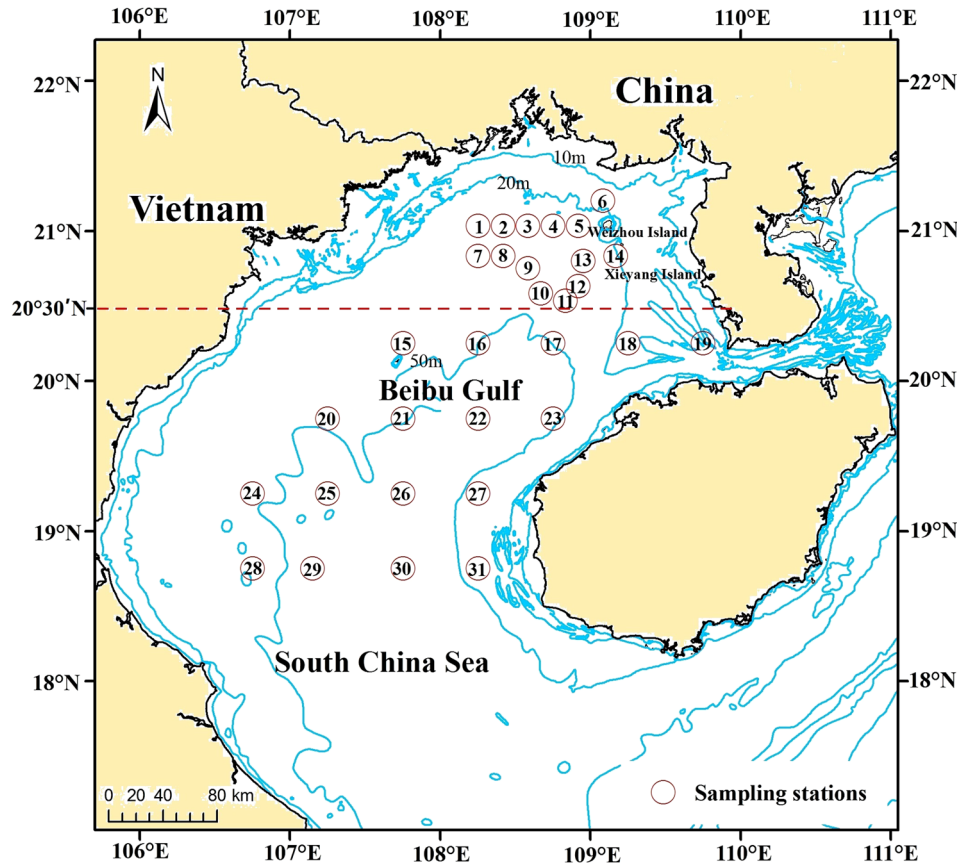 106°E 107°E 108°E 109°E 110°E 111°E
22°N 22°N
N
China
10m
20m
Vietnam
6
21°N 1 2 3 4 5 Weizhou Island 21°N
7 8 9 13 14
Xieyang Island
10 11 12
20°30′N
15 16 17 18 19
50m
20°N 20°N
Beibu Gulf
20 21 22 23
24 25 26 27
19°N 19°N
28 29 30 31
South China Sea
18°N 18°N
0 20 40 80 km
Sampling stations
106°E 107°E 108°E 109°E 110°E 111°E